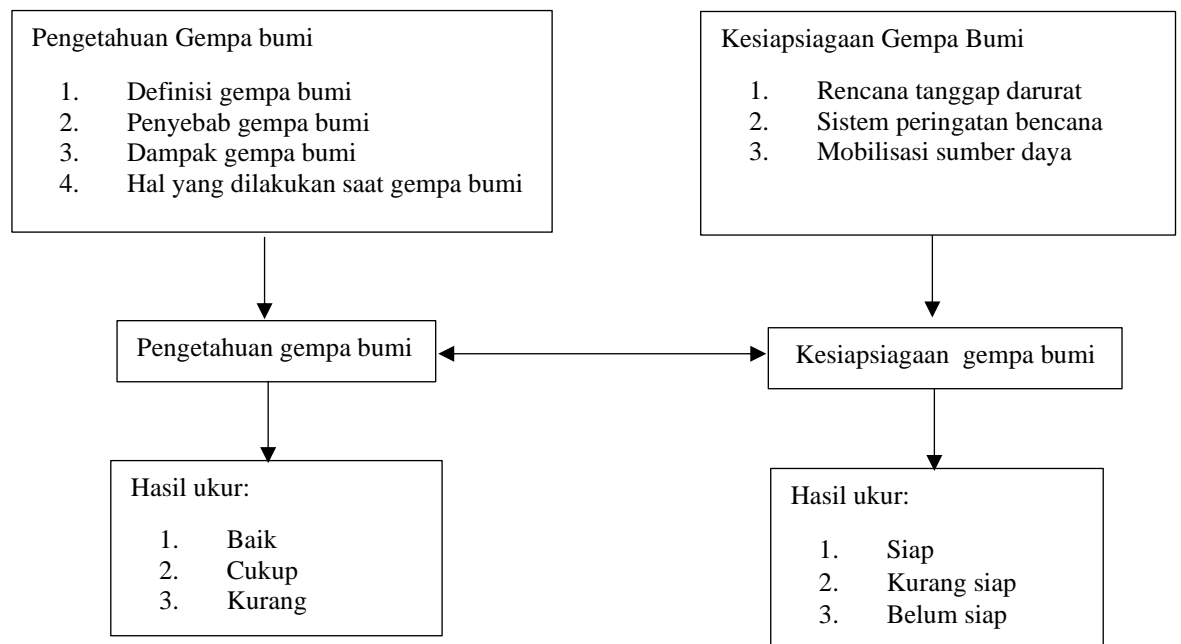 Pengetahuan Gempa bumi
1. Definisi gempa bumi
2. Penyebab gempa bumi
3. Dampak gempa bumi
4. Hal yang dilakukan saat gempa bumi
Kesiapsiagaan Gempa Bumi
1. Rencana tanggap darurat
2. Sistem peringatan bencana
3. Mobilisasi sumber daya
Pengetahuan gempa bumi
Kesiapsiagaan gempa bumi
Hasil ukur:
1. Baik
2. Cukup
3. Kurang
Hasil ukur:
1. Siap
2. Kurang siap
3. Belum siap